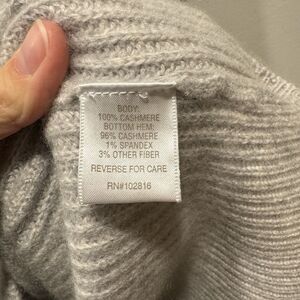 BODY:
100% CASHMERE
BOTTOM HEM:
96% CASHMERE
1% SPANDEX
3% OTHER FIBER
REVERSE FOR CARE
RN#102816